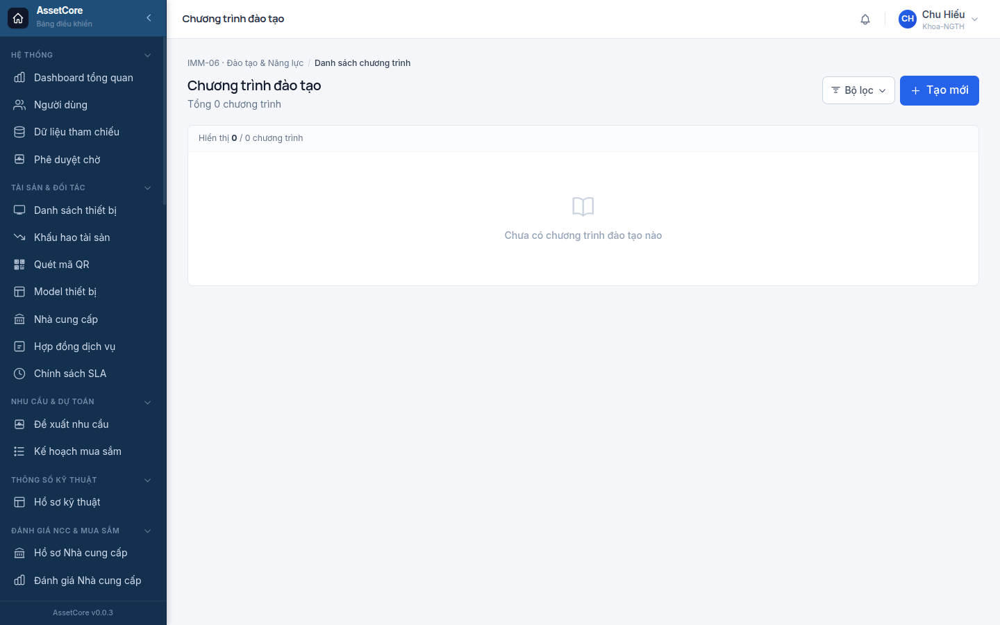 AssetCore
Bảng điều khiển
HỆ THỐNG
Dashboard tổng quan
Người dùng
Dữ liệu tham chiếu
Phê duyệt chờ
TÀI SẢN & ĐỐI TÁC
Danh sách thiết bị
Khấu hao tài sản
Quét mã QR
Model thiết bị
Nhà cung cấp
Hợp đồng dịch vụ
Chính sách SLA
NHU CẦU & DỰ TOÁN
Đề xuất nhu cầu
Kế hoạch mua sắm
THÔNG SỐ KỸ THUẬT
Hồ sơ kỹ thuật
ĐÁNH GIÁ NCC & MUA SẮM
Hồ sơ Nhà cung cấp
Đánh giá Nhà cung cấp
AssetCore v0.0.3
Chương trình đào tạo
CH
Chu Hiếu
Khoa-NGTH
IMM-06 · Đào tạo & Năng lực / Danh sách chương trình
Chương trình đào tạo
Tổng 0 chương trình
Bộ lọc
Tạo mới
Hiển thị 0 / 0 chương trình
Chưa có chương trình đào tạo nào